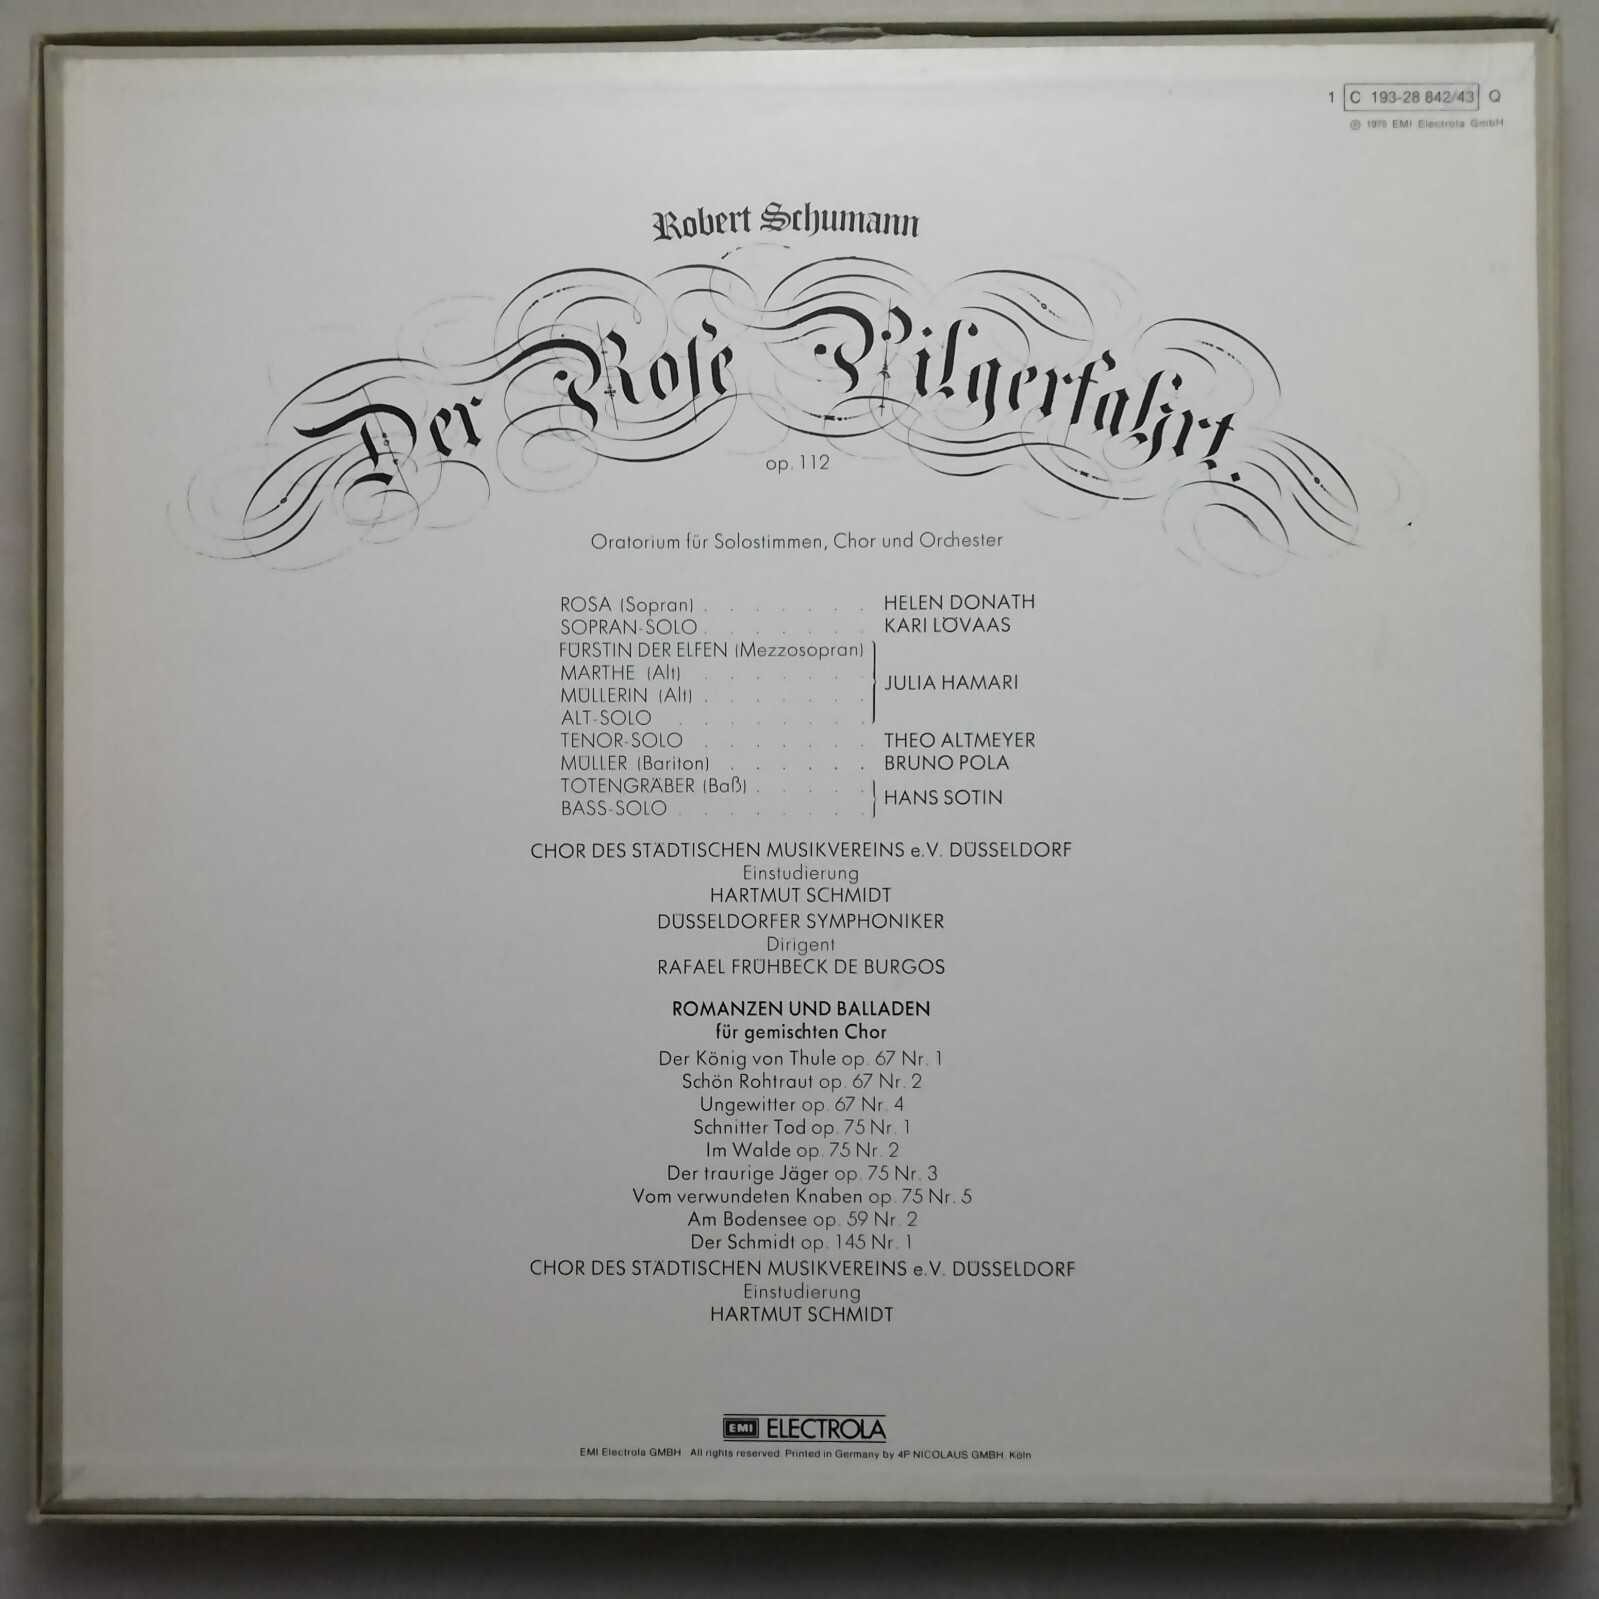 1 C 193-28 842/43 Q
℗ 1975 EMI Electrola GmbH
Robert Schumann
Der Rose Pilgerfahrt.
op. 112
Oratorium für Solostimmen, Chor und Orchester
ROSA (Sopran) . . . . . . . HELEN DONATH
SOPRAN-SOLO . . . . . . . KARI LÖVAAS
FÜRSTIN DER ELFEN (Mezzosopran)
MARTHE (Alt) . . . . . . .
JULIA HAMARI
MÜLLERIN (Alt) . . . . . . .
ALT-SOLO . . . . . . . .
TENOR-SOLO . . . . . . . THEO ALTMEYER
MÜLLER (Bariton) . . . . . . BRUNO POLA
TOTENGRÄBER (Baß) . . . . .
HANS SOTIN
BASS-SOLO . . . . . . . .
CHOR DES STÄDTISCHEN MUSIKVEREINS e.V. DÜSSELDORF
Einstudierung
HARTMUT SCHMIDT
DÜSSELDORFER SYMPHONIKER
Dirigent
RAFAEL FRÜHBECK DE BURGOS
ROMANZEN UND BALLADEN
für gemischten Chor
Der König von Thule op. 67 Nr. 1
Schön Rohtraut op. 67 Nr. 2
Ungewitter op. 67 Nr. 4
Schnitter Tod op. 75 Nr. 1
Im Walde op. 75 Nr. 2
Der traurige Jäger op. 75 Nr. 3
Vom verwundeten Knaben op. 75 Nr. 5
Am Bodensee op. 59 Nr. 2
Der Schmidt op. 145 Nr. 1
CHOR DES STÄDTISCHEN MUSIKVEREINS e.V. DÜSSELDORF
Einstudierung
HARTMUT SCHMIDT
EMI ELECTROLA
EMI Electrola GMBH All rights reserved Printed in Germany by 4P NICOLAUS GMBH. Köln